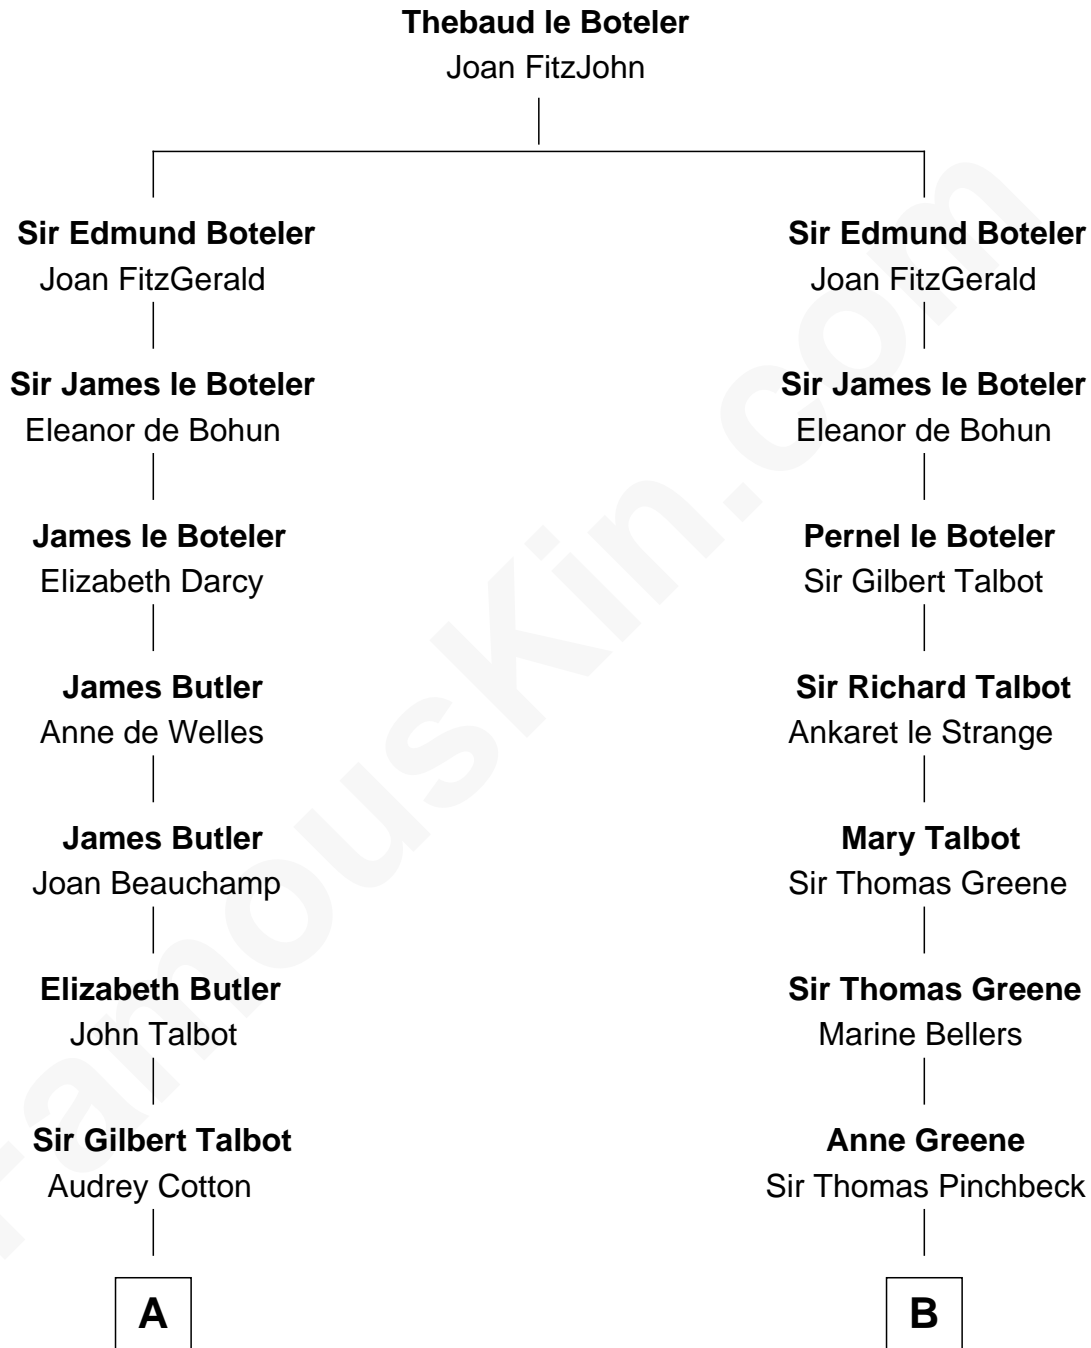 Thebaud le Boteler
Joan FitzJohn
Sir Edmund Boteler
Joan FitzGerald
Sir James le Boteler
Eleanor de Bohun
James le Boteler
Elizabeth Darcy
James Butler
Anne de Welles
James Butler
Joan Beauchamp
Elizabeth Butler
John Talbot
Sir Gilbert Talbot
Audrey Cotton
A
Sir Edmund Boteler
Joan FitzGerald
Sir James le Boteler
Eleanor de Bohun
Pernel le Boteler
Sir Gilbert Talbot
Sir Richard Talbot
Ankaret le Strange
Mary Talbot
Sir Thomas Greene
Sir Thomas Greene
Marine Bellers
Anne Greene
Sir Thomas Pinchbeck
B
FamousKin.com